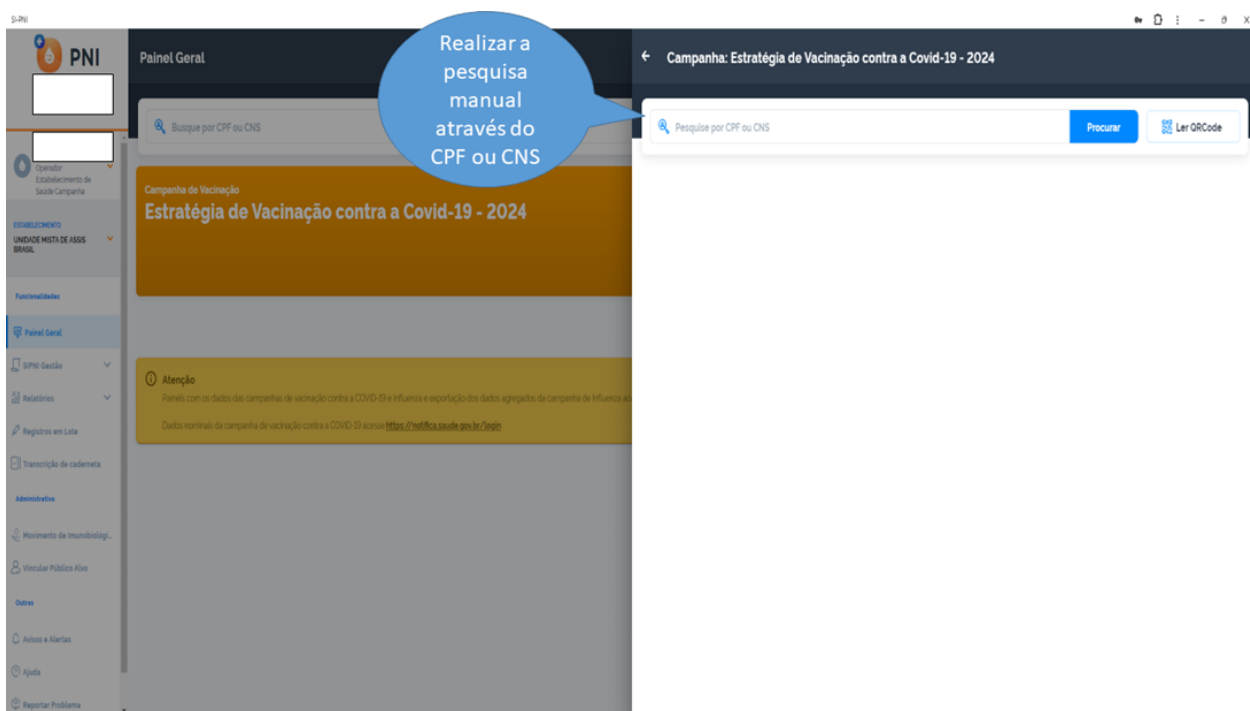 SI-PNI
PNI
Operador
Estabelecimento de
Saúde Campanha
ESTABELECIMENTO
UNIDADE MISTA DE ASSIS
BRASIL
Funcionalidades
Painel Geral
SIPNI Gestão
Relatórios
Registros em Lote
Transcrição de caderneta
Administrativo
Movimento de Imunobiológi...
Vincular Público Alvo
Outros
Avisos e Alertas
Ajuda
Reportar Problema
Painel Geral
Busque por CPF ou CNS
Campanha de Vacinação
Estratégia de Vacinação contra a Covid-19 - 2024
Atenção
Paineis com os dados das campanhas de vacinação contra a COVID-19 e Influenza e exportação dos dados agregados da campanha de Influenza
Dados nominais da campanha de vacinação contra a COVID-19 acesse https://notifica.saude.gov.br/login
Realizar a
pesquisa
manual
através do
CPF ou CNS
Campanha: Estratégia de Vacinação contra a Covid-19 - 2024
Pesquise por CPF ou CNS
Procurar
Ler QRCode